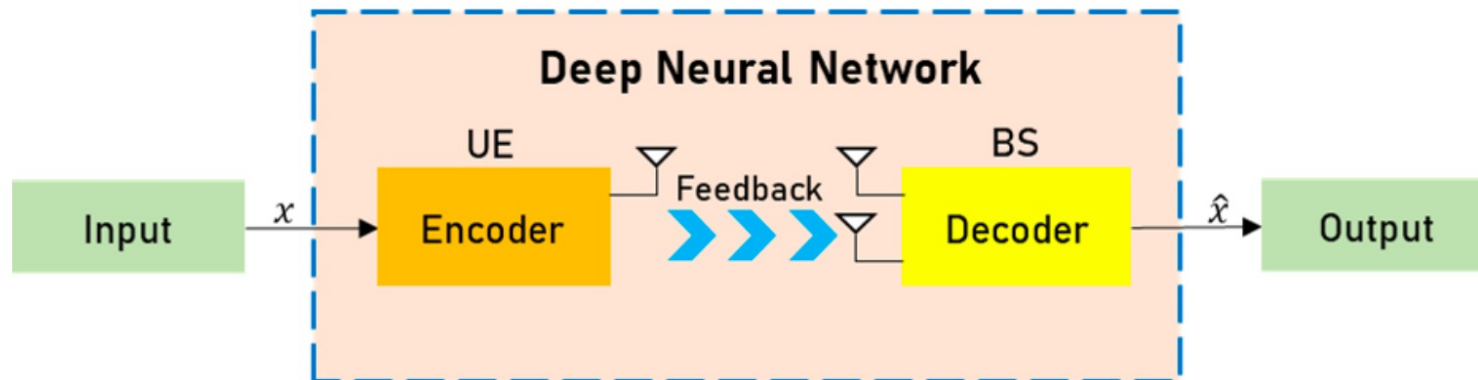 Deep Neural Network
UE
BS
Feedback
Input
x
Encoder
Decoder
x̂
Output